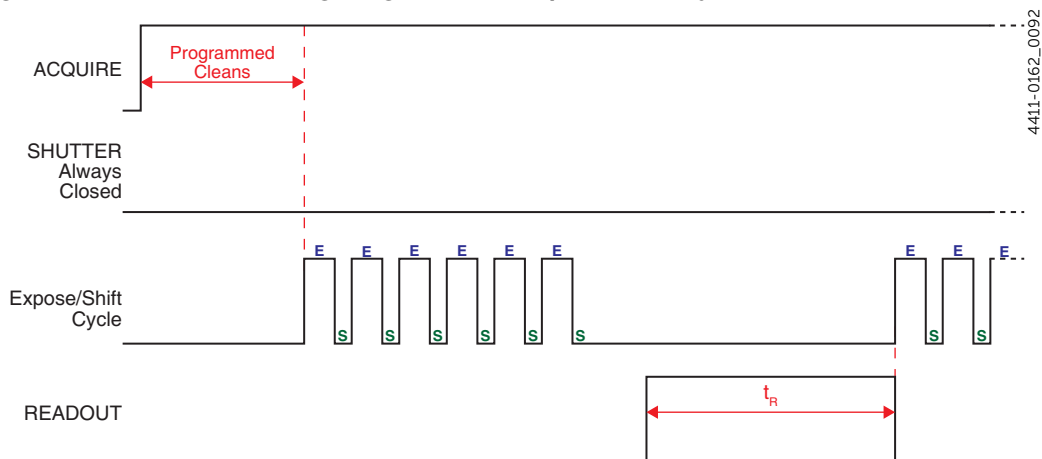 ACQUIRE
Programmed
Cleans
SHUTTER
Always
Closed
Expose/Shift
Cycle
E E E E E E E E E
S S S S S S S S
READOUT
tR
4411-0162_0092